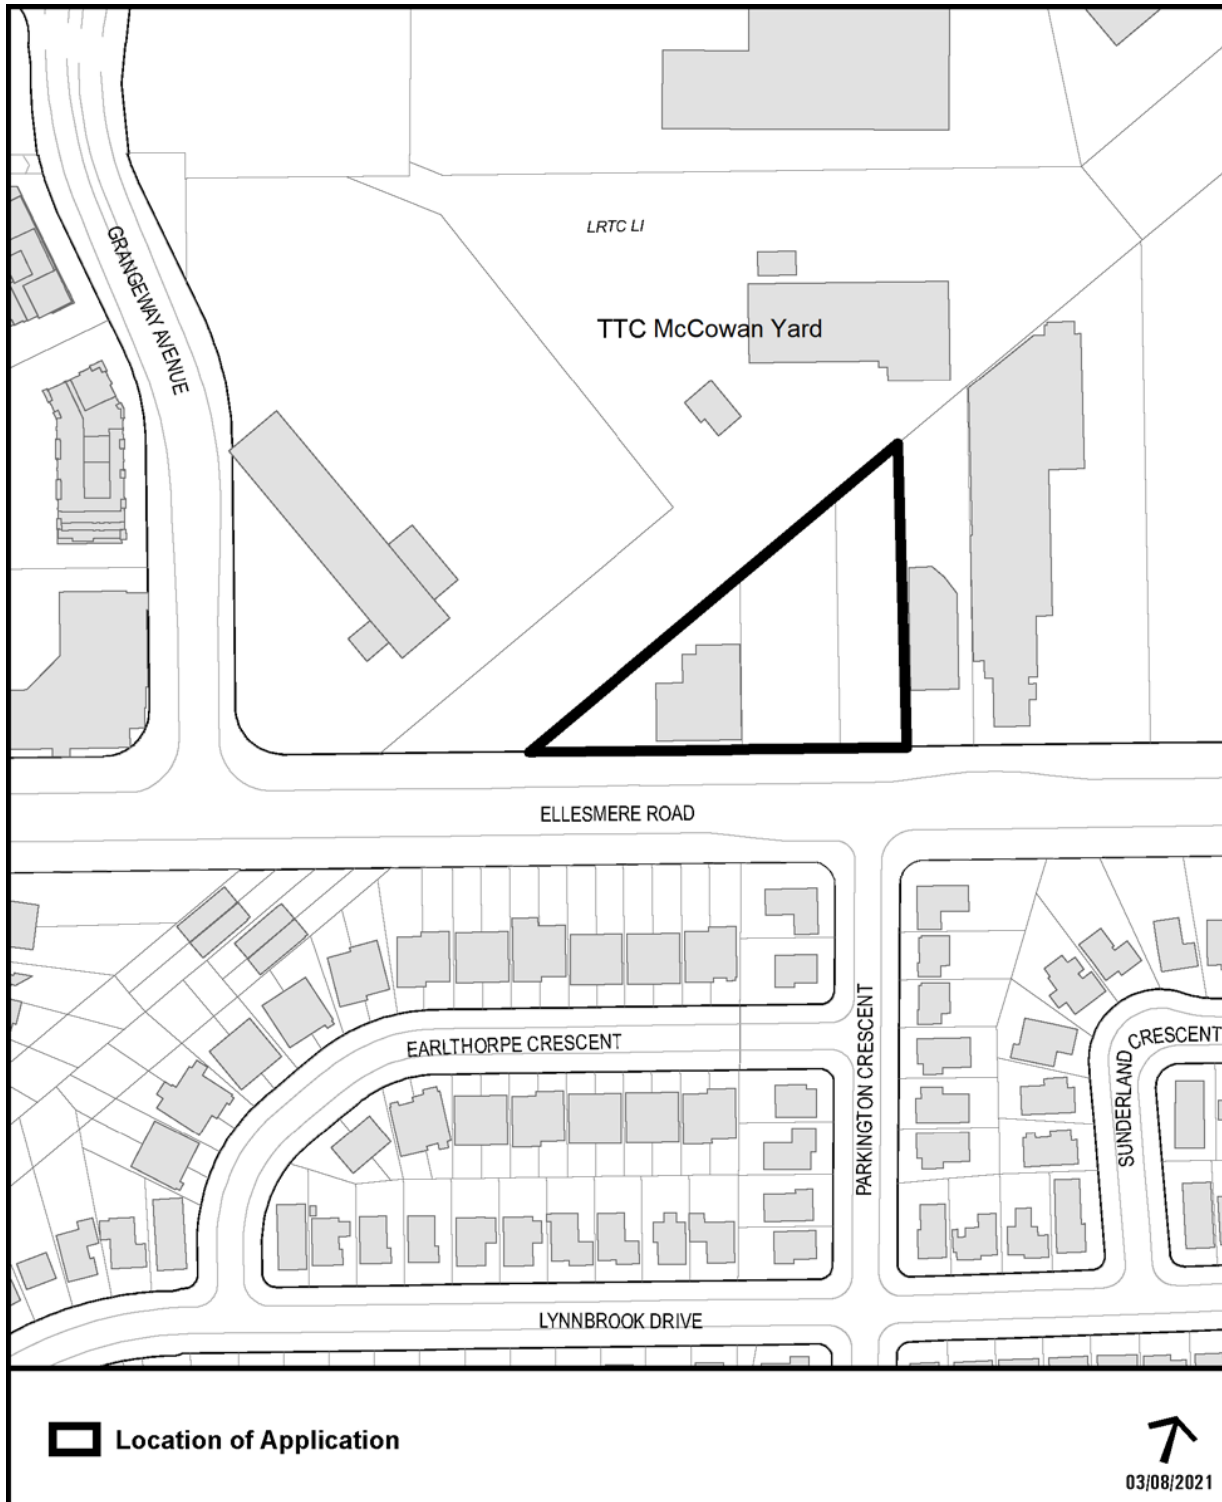 GRANGEWAY AVENUE
LRTC LI
TTC McCowan Yard
ELLESMERE ROAD
EARLTHORPE CRESCENT
PARKINGTON CRESCENT
SUNDERLAND CRESCENT
LYNNBROOK DRIVE
Location of Application
03/08/2021